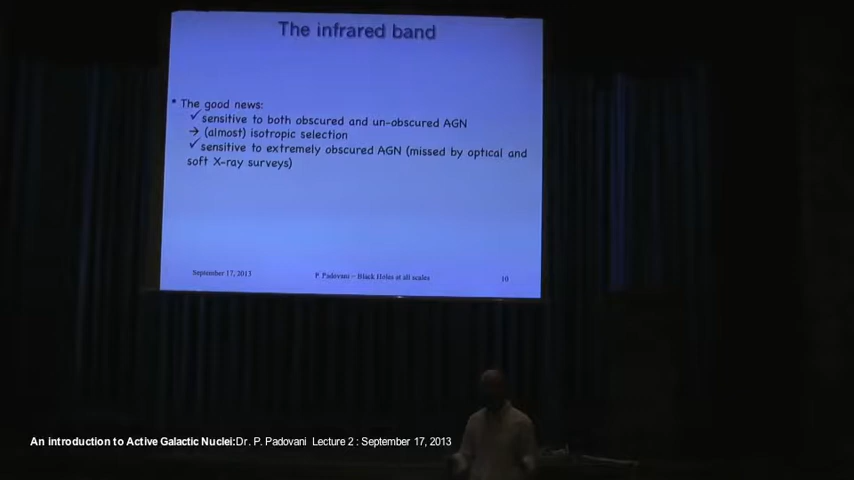 The infrared band
• The good news:
✓sensitive to both obscured and un-obscured AGN
→ (almost) isotropic selection
✓sensitive to extremely obscured AGN (missed by optical and
soft X-ray surveys)
September 17, 2013
P. Padovani – Black Holes at all scales
10
An introduction to Active Galactic Nuclei:Dr. P. Padovani Lecture 2 : September 17, 2013